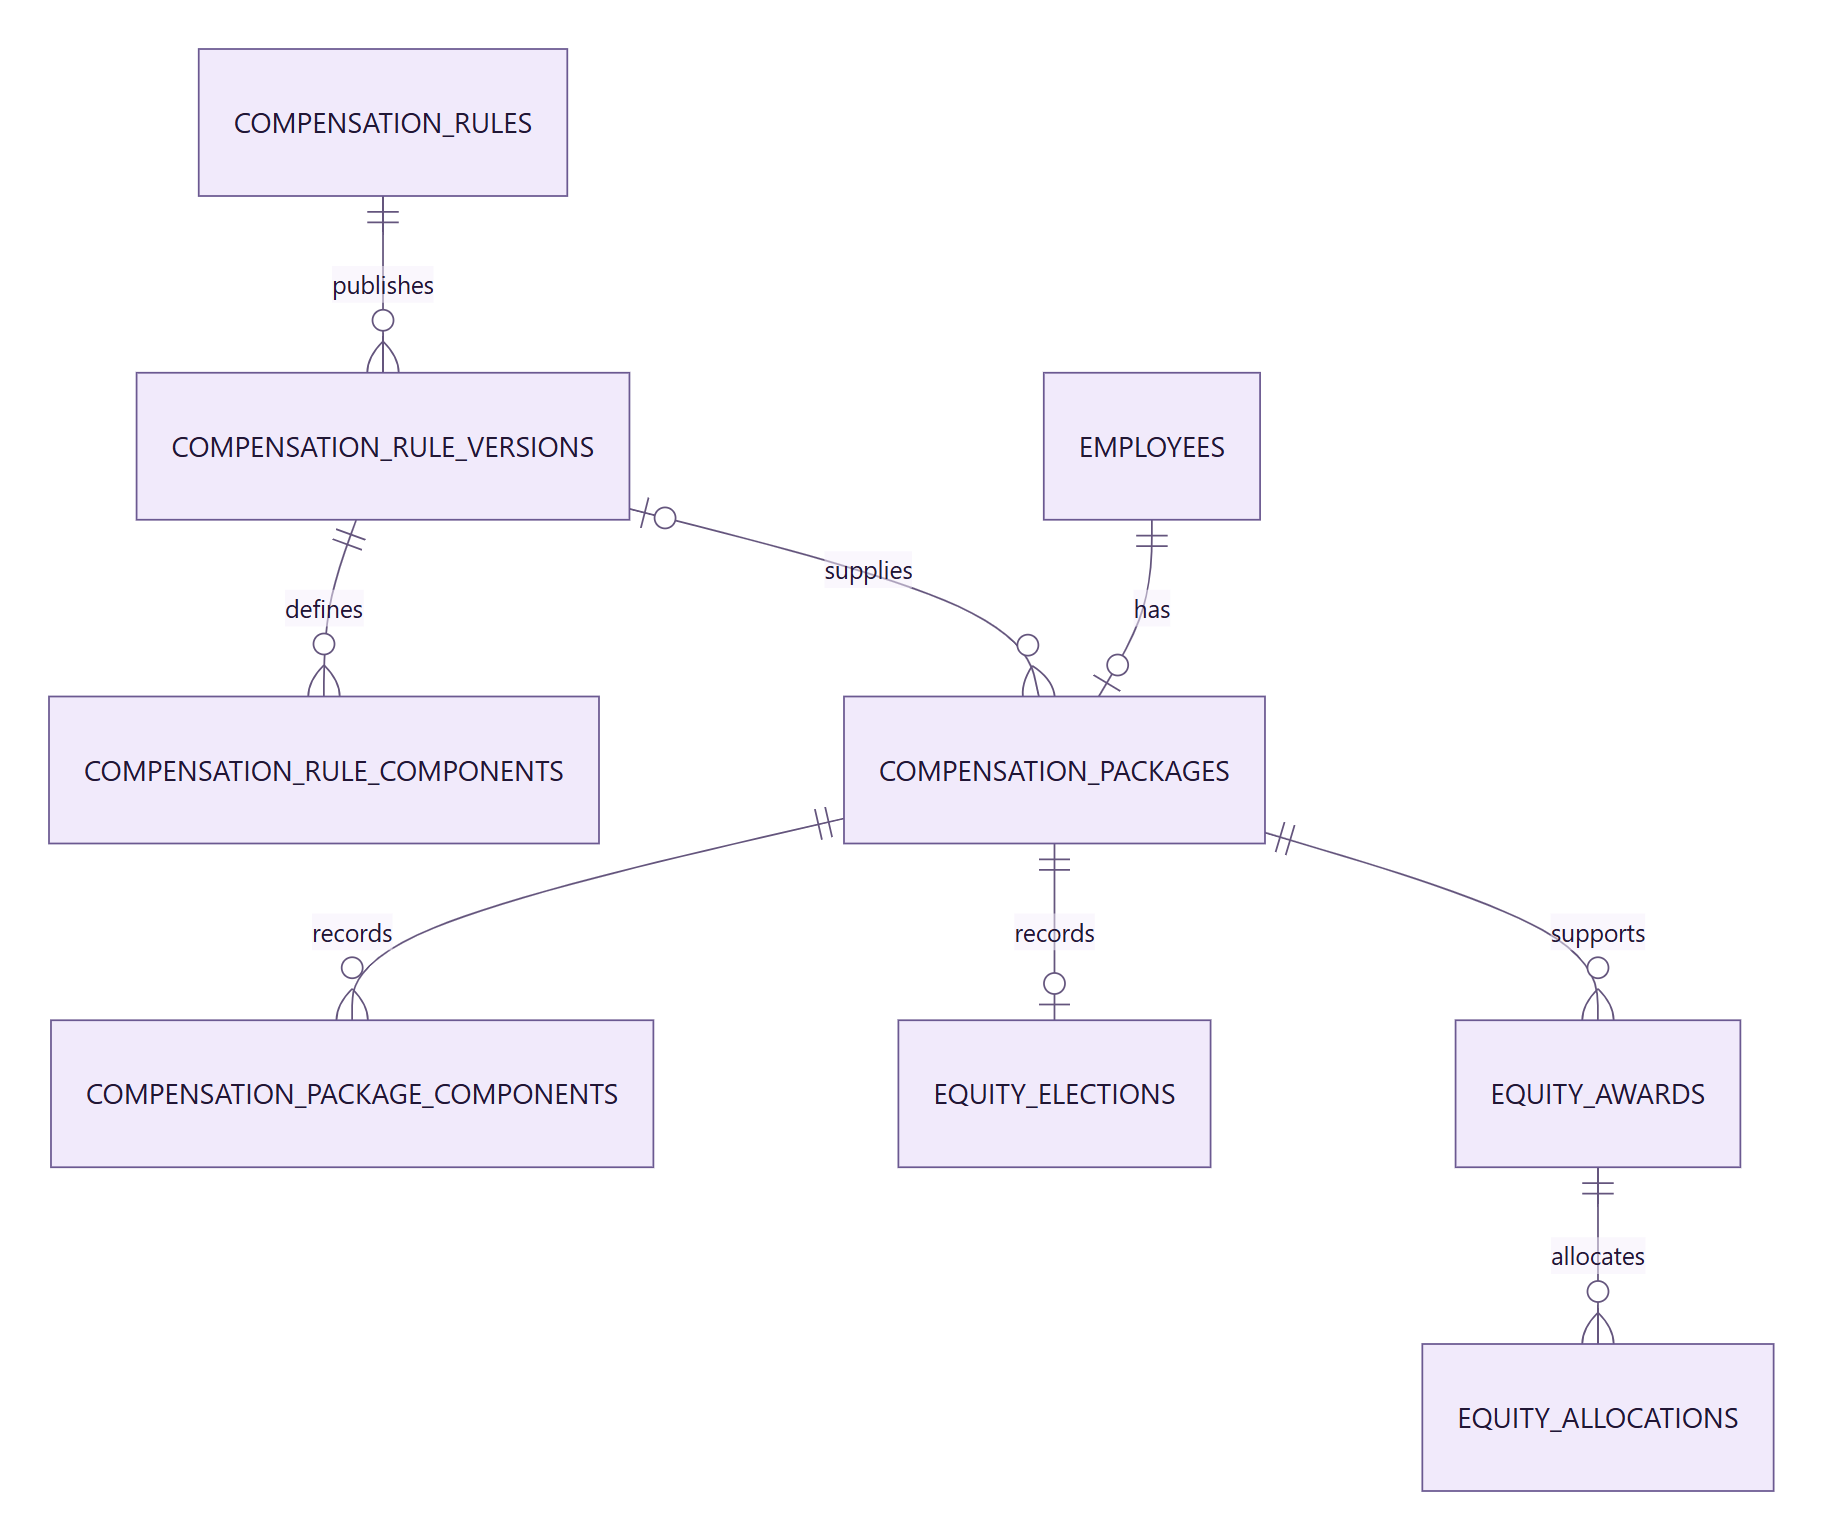 COMPENSATION_RULES
publishes
COMPENSATION_RULE_VERSIONS
EMPLOYEES
supplies
defines
has
COMPENSATION_RULE_COMPONENTS
COMPENSATION_PACKAGES
records
records
supports
COMPENSATION_PACKAGE_COMPONENTS
EQUITY_ELECTIONS
EQUITY_AWARDS
allocates
EQUITY_ALLOCATIONS